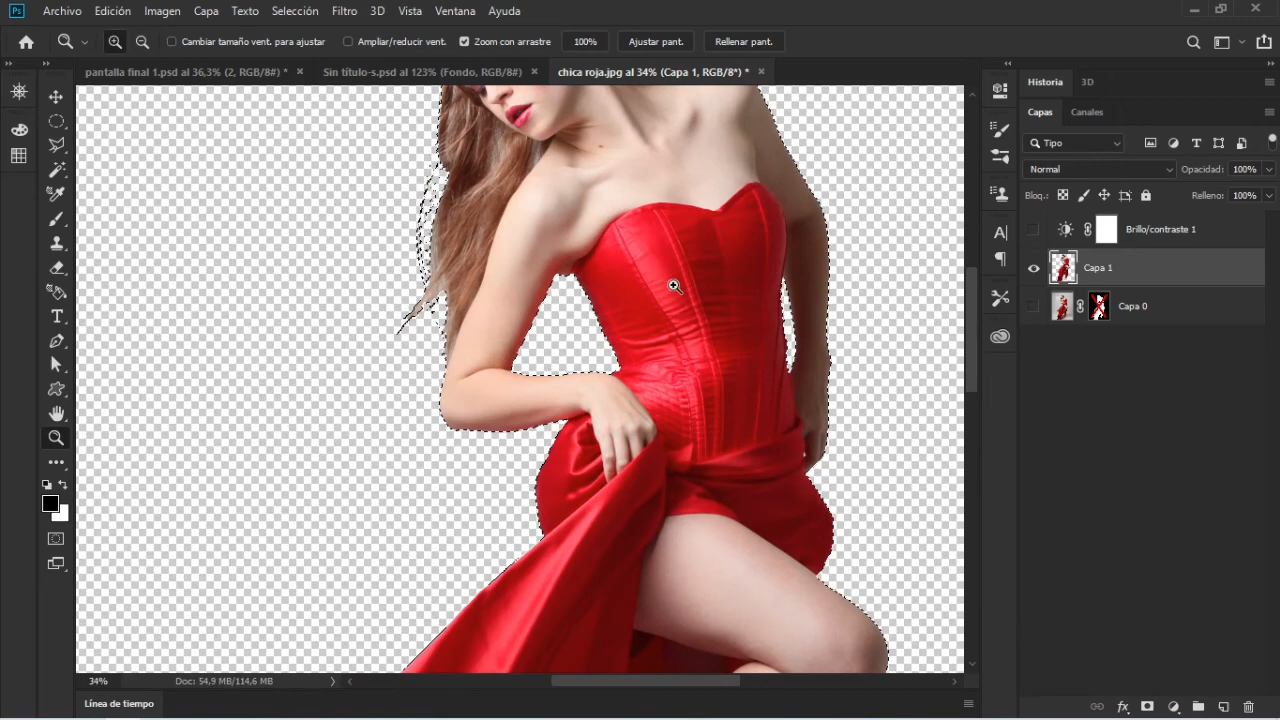 Ps Archivo Edición Imagen Capa Texto Selección Filtro 3D Vista Ventana Ayuda
Cambiar tamaño vent. para ajustar Ampliar/reducir vent. Zoom con arrastre 100% Ajustar pant. Rellenar pant.
pantalla final 1.psd al 36,3% (2, RGB/8#) * Sin título-s.psd al 123% (Fondo, RGB/8#) chica roja.jpg al 34% (Capa 1, RGB/8*) *
Historia 3D
Capas Canales
Tipo
Normal Opacidad: 100%
Bloq.: Relleno: 100%
Brillo/contraste 1
Capa 1
Capa 0
34% Doc: 54,9 MB/114,6 MB
Línea de tiempo